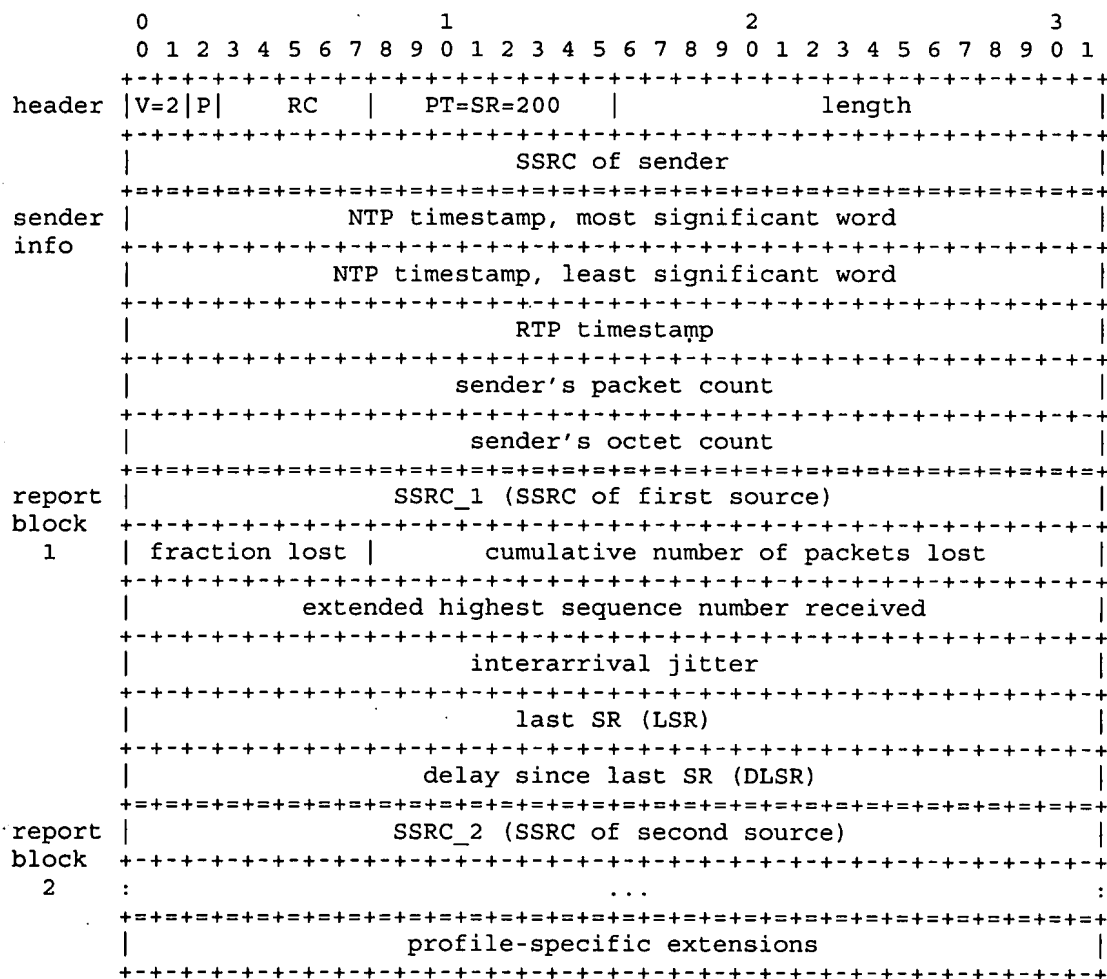 0                   1                   2                   3
0 1 2 3 4 5 6 7 8 9 0 1 2 3 4 5 6 7 8 9 0 1 2 3 4 5 6 7 8 9 0 1
+-+-+-+-+-+-+-+-+-+-+-+-+-+-+-+-+-+-+-+-+-+-+-+-+-+-+-+-+-+-+-+-+
header |V=2|P|    RC   |   PT=SR=200   |             length            |
+-+-+-+-+-+-+-+-+-+-+-+-+-+-+-+-+-+-+-+-+-+-+-+-+-+-+-+-+-+-+-+-+
|                         SSRC of sender                        |
+=+=+=+=+=+=+=+=+=+=+=+=+=+=+=+=+=+=+=+=+=+=+=+=+=+=+=+=+=+=+=+=+
sender |              NTP timestamp, most significant word             |
info   +-+-+-+-+-+-+-+-+-+-+-+-+-+-+-+-+-+-+-+-+-+-+-+-+-+-+-+-+-+-+-+-+
|             NTP timestamp, least significant word             |
+-+-+-+-+-+-+-+-+-+-+-+-+-+-+-+-+-+-+-+-+-+-+-+-+-+-+-+-+-+-+-+-+
|                         RTP timestamp                         |
+-+-+-+-+-+-+-+-+-+-+-+-+-+-+-+-+-+-+-+-+-+-+-+-+-+-+-+-+-+-+-+-+
|                     sender's packet count                     |
+-+-+-+-+-+-+-+-+-+-+-+-+-+-+-+-+-+-+-+-+-+-+-+-+-+-+-+-+-+-+-+-+
|                      sender's octet count                     |
+=+=+=+=+=+=+=+=+=+=+=+=+=+=+=+=+=+=+=+=+=+=+=+=+=+=+=+=+=+=+=+=+
report |                 SSRC_1 (SSRC of first source)                 |
block  +-+-+-+-+-+-+-+-+-+-+-+-+-+-+-+-+-+-+-+-+-+-+-+-+-+-+-+-+-+-+-+-+
1    | fraction lost |       cumulative number of packets lost       |
+-+-+-+-+-+-+-+-+-+-+-+-+-+-+-+-+-+-+-+-+-+-+-+-+-+-+-+-+-+-+-+-+
|           extended highest sequence number received           |
+-+-+-+-+-+-+-+-+-+-+-+-+-+-+-+-+-+-+-+-+-+-+-+-+-+-+-+-+-+-+-+-+
|                      interarrival jitter                      |
+-+-+-+-+-+-+-+-+-+-+-+-+-+-+-+-+-+-+-+-+-+-+-+-+-+-+-+-+-+-+-+-+
|                         last SR (LSR)                         |
+-+-+-+-+-+-+-+-+-+-+-+-+-+-+-+-+-+-+-+-+-+-+-+-+-+-+-+-+-+-+-+-+
|                   delay since last SR (DLSR)                  |
+=+=+=+=+=+=+=+=+=+=+=+=+=+=+=+=+=+=+=+=+=+=+=+=+=+=+=+=+=+=+=+=+
report |                 SSRC_2 (SSRC of second source)                |
block  +-+-+-+-+-+-+-+-+-+-+-+-+-+-+-+-+-+-+-+-+-+-+-+-+-+-+-+-+-+-+-+-+
2    :                               ...                             :
+=+=+=+=+=+=+=+=+=+=+=+=+=+=+=+=+=+=+=+=+=+=+=+=+=+=+=+=+=+=+=+=+
|                  profile-specific extensions                  |
+-+-+-+-+-+-+-+-+-+-+-+-+-+-+-+-+-+-+-+-+-+-+-+-+-+-+-+-+-+-+-+-+